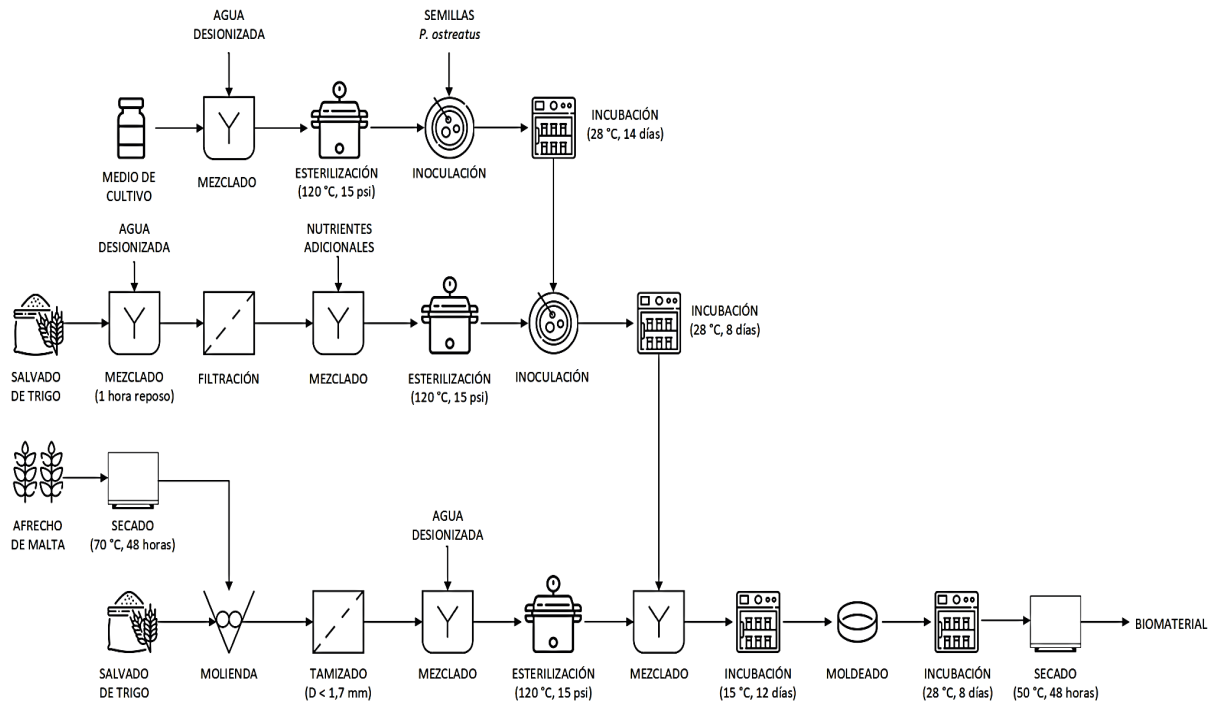 AGUA
DESIONIZADA
SEMILLAS
P. ostreatus
MEDIO DE
CULTIVO
MEZCLADO
ESTERILIZACIÓN
(120 °C, 15 psi)
INOCULACIÓN
INCUBACIÓN
(28 °C, 14 días)
AGUA
DESIONIZADA
NUTRIENTES
ADICIONALES
SALVADO
DE TRIGO
MEZCLADO
(1 hora reposo)
FILTRACIÓN
MEZCLADO
ESTERILIZACIÓN
(120 °C, 15 psi)
INOCULACIÓN
INCUBACIÓN
(28 °C, 8 días)
AFRECHO
DE MALTA
SECADO
(70 °C, 48 horas)
AGUA
DESIONIZADA
SALVADO
DE TRIGO
MOLIENDA
TAMIZADO
(D < 1,7 mm)
MEZCLADO
ESTERILIZACIÓN
(120 °C, 15 psi)
MEZCLADO
INCUBACIÓN
(15 °C, 12 días)
MOLDEADO
INCUBACIÓN
(28 °C, 8 días)
SECADO
(50 °C, 48 horas)
BIOMATERIAL